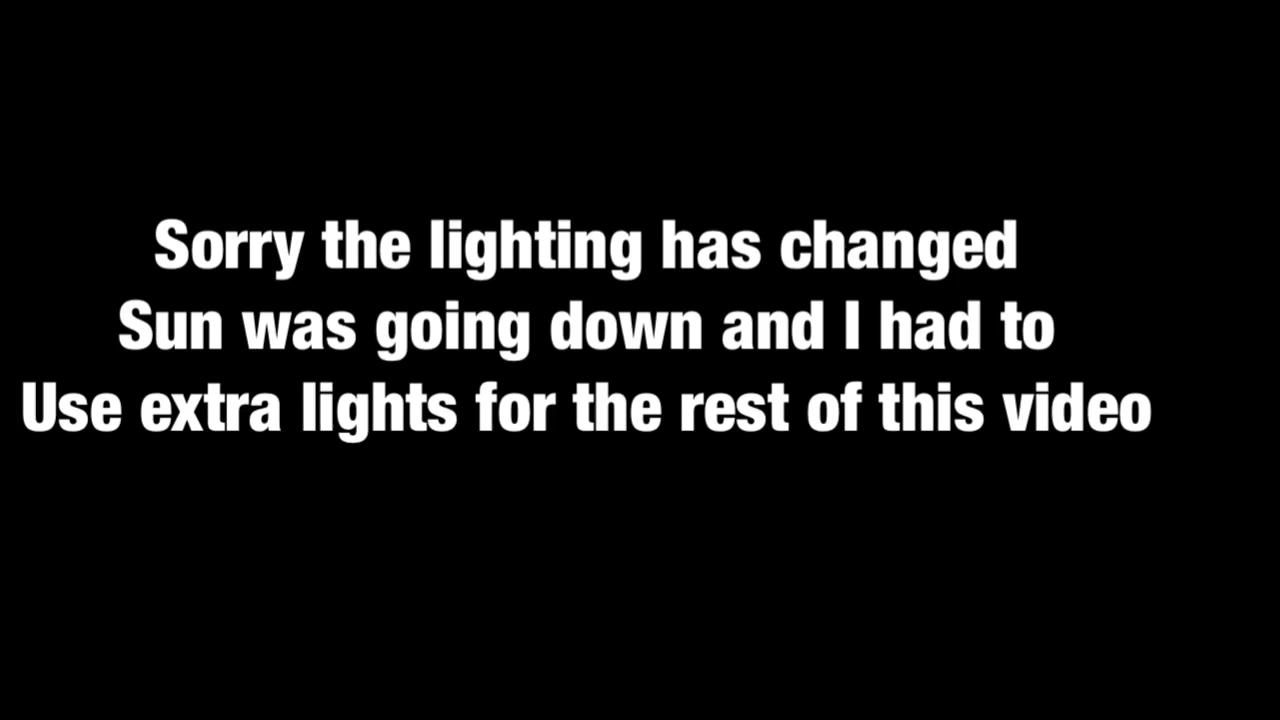 Sorry the lighting has changed
Sun was going down and I had to
Use extra lights for the rest of this video